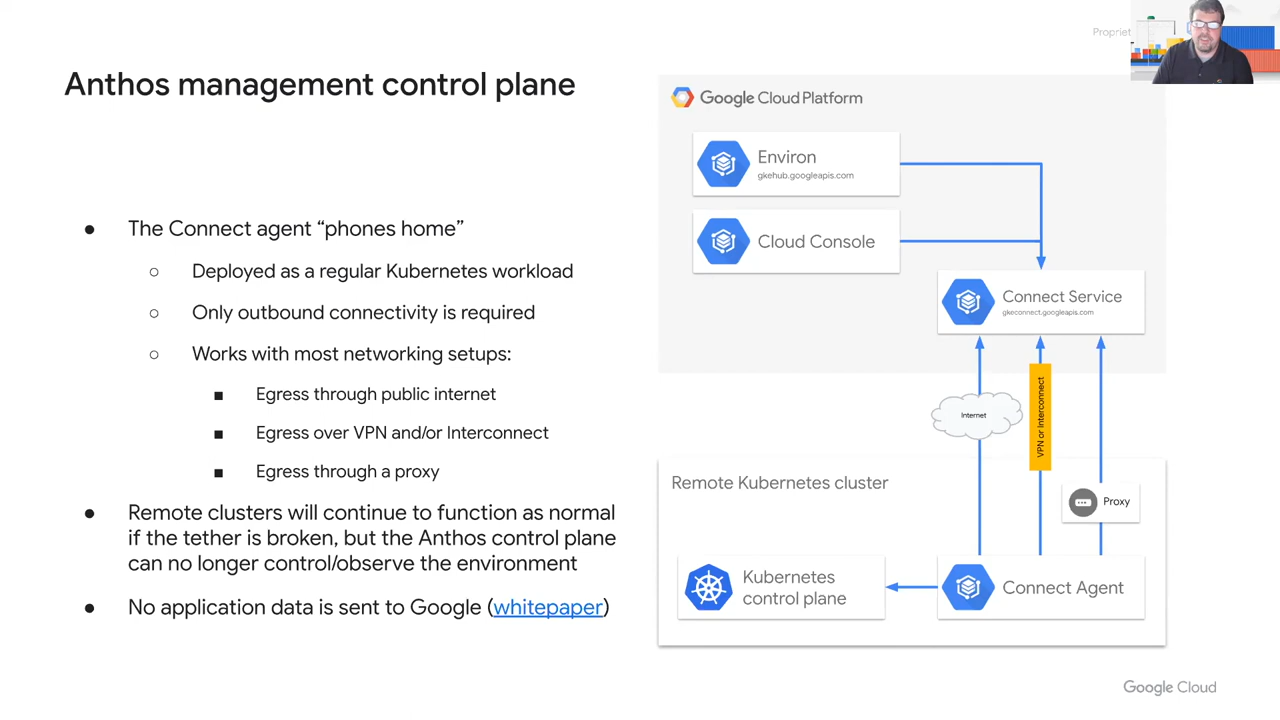 Propriet
Anthos management control plane
● The Connect agent “phones home”
○ Deployed as a regular Kubernetes workload
○ Only outbound connectivity is required
○ Works with most networking setups:
■ Egress through public internet
■ Egress over VPN and/or Interconnect
■ Egress through a proxy
● Remote clusters will continue to function as normal
if the tether is broken, but the Anthos control plane
can no longer control/observe the environment
● No application data is sent to Google (whitepaper)
Google Cloud Platform
Environ
gkehub.googleapis.com
Cloud Console
Connect Service
gkeconnect.googleapis.com
Internet
VPN or Interconnect
Proxy
Remote Kubernetes cluster
Kubernetes
control plane
Connect Agent
Google Cloud